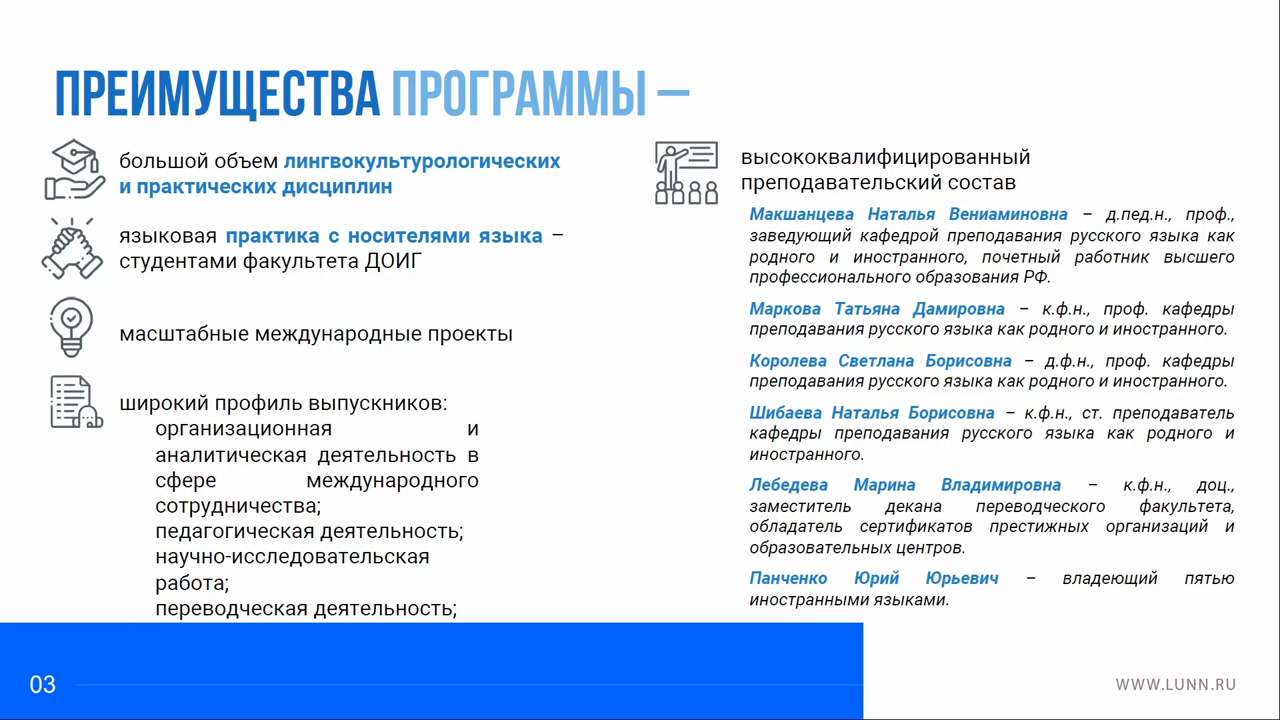 ПРЕИМУЩЕСТВА ПРОГРАММЫ –
большой объем лингвокультурологических
и практических дисциплин
языковая практика с носителями языка –
студентами факультета ДОИГ
масштабные международные проекты
широкий профиль выпускников:
организационная и
аналитическая деятельность в
сфере международного
сотрудничества;
педагогическая деятельность;
научно-исследовательская
работа;
переводческая деятельность;
высококвалифицированный
преподавательский состав
Макшанцева Наталья Вениаминовна – д.пед.н., проф.,
заведующий кафедрой преподавания русского языка как
родного и иностранного, почетный работник высшего
профессионального образования РФ.
Маркова Татьяна Дамировна – к.ф.н., проф. кафедры
преподавания русского языка как родного и иностранного.
Королева Светлана Борисовна – д.ф.н., проф. кафедры
преподавания русского языка как родного и иностранного.
Шибаева Наталья Борисовна – к.ф.н., ст. преподаватель
кафедры преподавания русского языка как родного и
иностранного.
Лебедева Марина Владимировна – к.ф.н., доц.,
заместитель декана переводческого факультета,
обладатель сертификатов престижных организаций и
образовательных центров.
Панченко Юрий Юрьевич – владеющий пятью
иностранными языками.
03
WWW.LUNN.RU